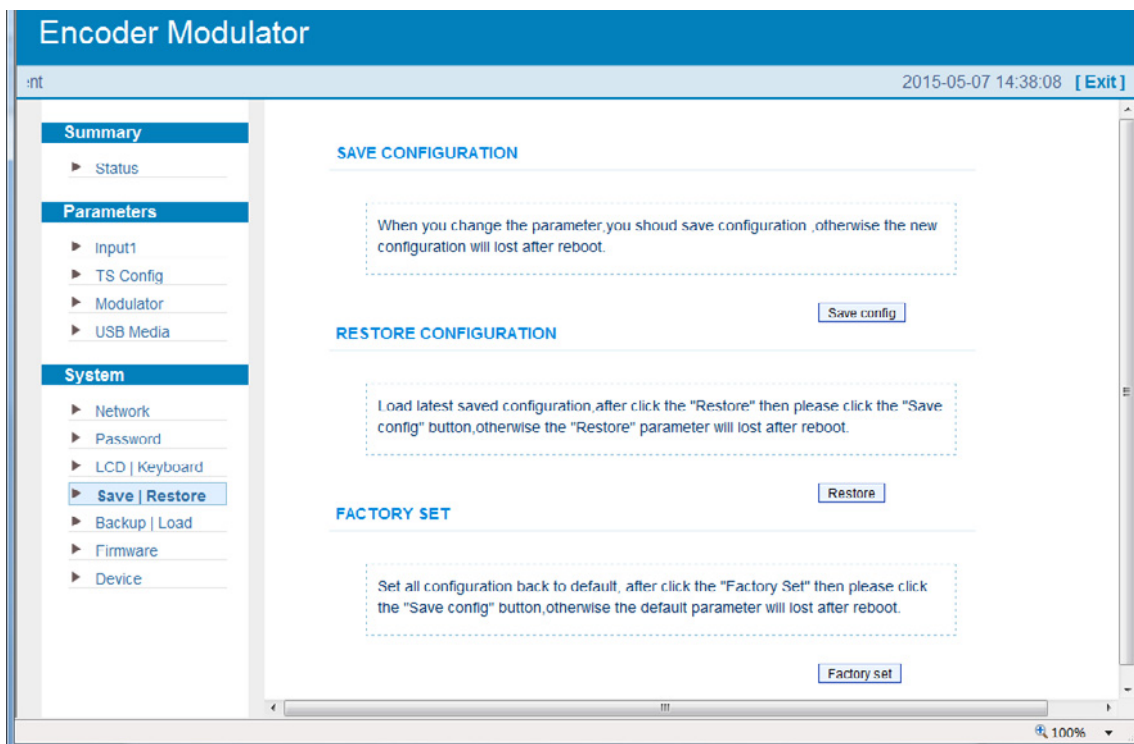 Encoder Modulator
ent
2015-05-07 14:38:08 [ Exit ]
Summary
Status
Parameters
Input1
TS Config
Modulator
USB Media
System
Network
Password
LCD | Keyboard
Save | Restore
Backup | Load
Firmware
Device
SAVE CONFIGURATION
When you change the parameter,you shoud save configuration ,otherwise the new
configuration will lost after reboot.
Save config
RESTORE CONFIGURATION
Load latest saved configuration,after click the "Restore" then please click the "Save
config" button,otherwise the "Restore" parameter will lost after reboot.
Restore
FACTORY SET
Set all configuration back to default, after click the "Factory Set" then please click
the "Save config" button,otherwise the default parameter will lost after reboot.
Factory set
100%